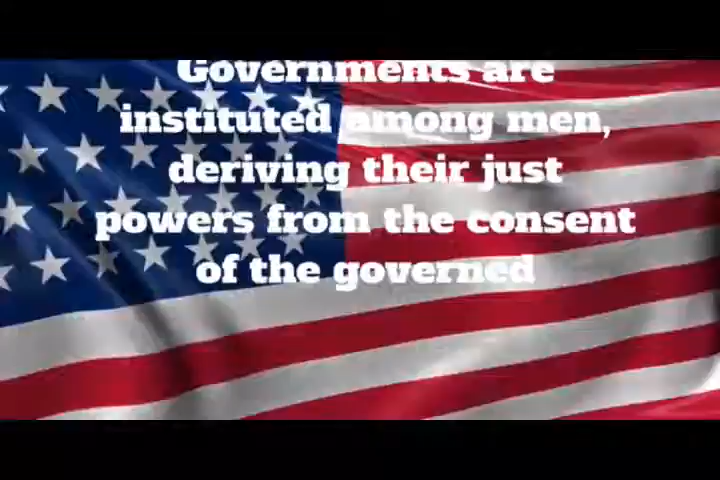 Governments are
instituted among men,
deriving their just
powers from the consent
of the governed